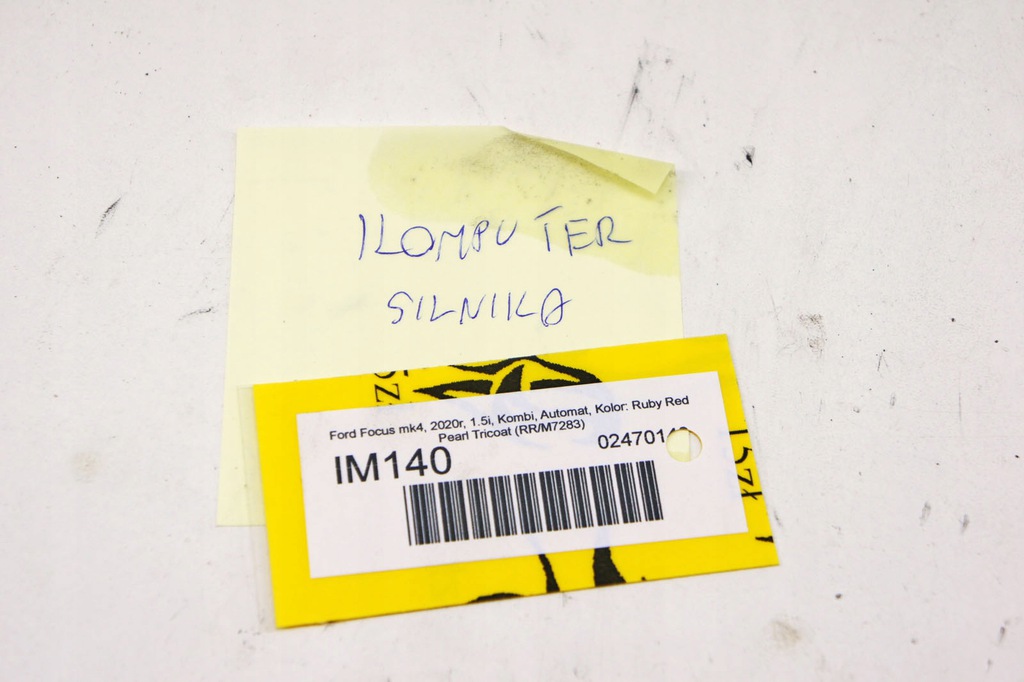 KOMPUTER
SILNIKA
Ford Focus mk4, 2020r, 1.5i, Kombi, Automat, Kolor: Ruby Red
Pearl Tricoat (RR/M7283)
IM140